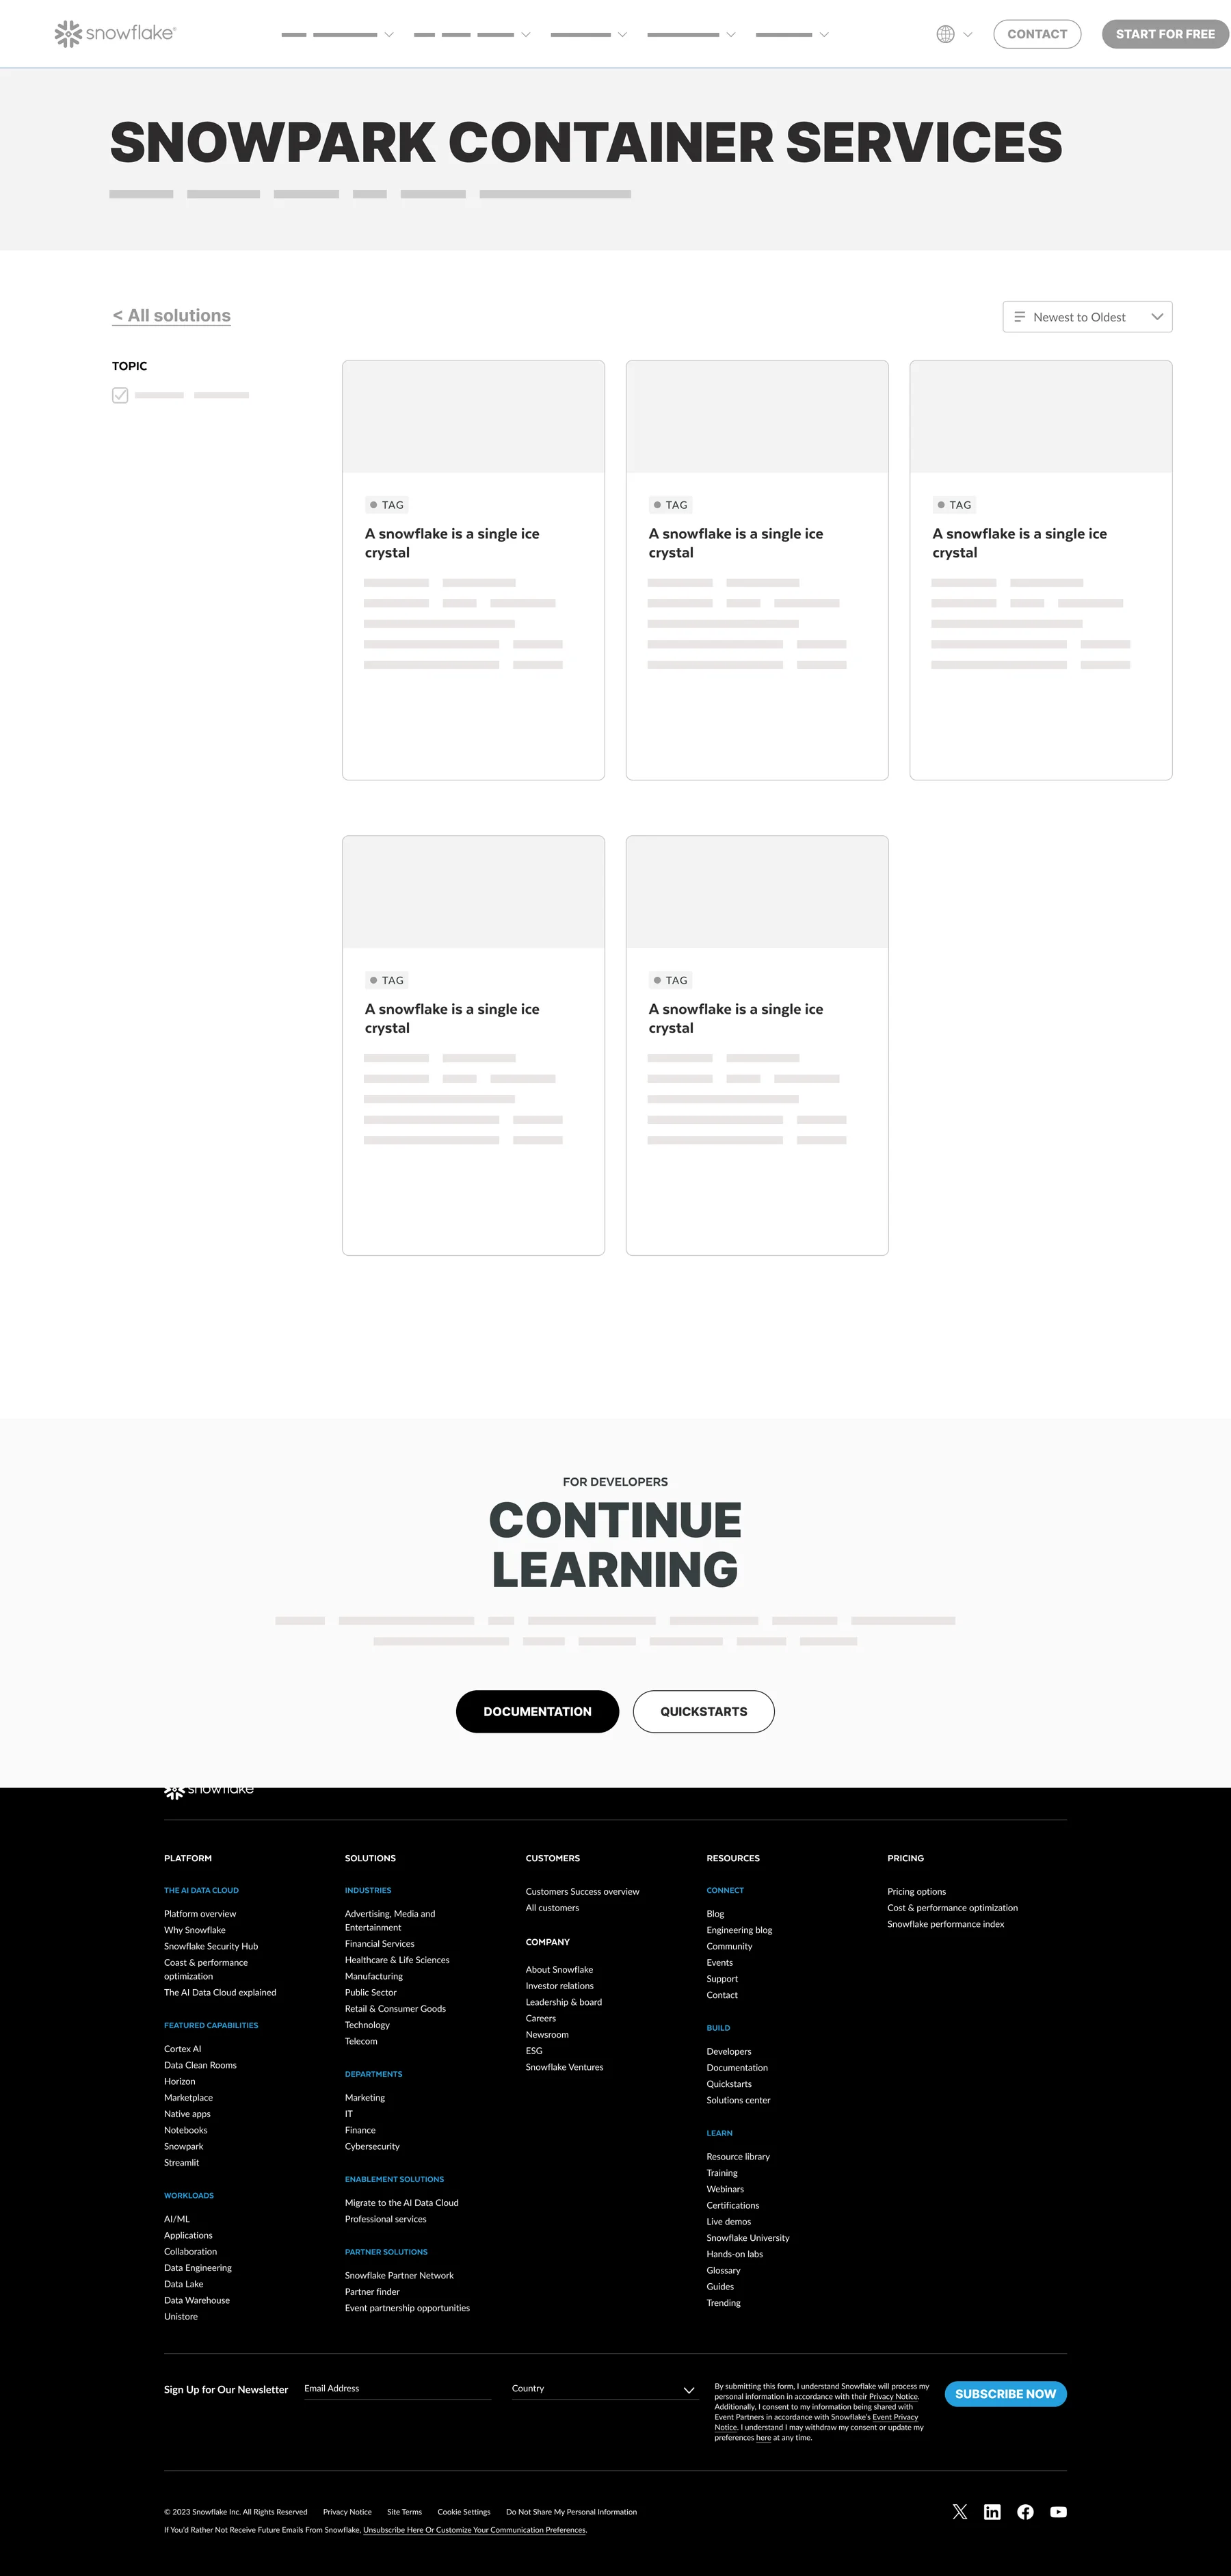 snowflake®
CONTACT
START FOR FREE
SNOWPARK CONTAINER SERVICES
< All solutions
Newest to Oldest
TOPIC
TAG
A snowflake is a single ice
crystal
TAG
A snowflake is a single ice
crystal
TAG
A snowflake is a single ice
crystal
TAG
A snowflake is a single ice
crystal
TAG
A snowflake is a single ice
crystal
FOR DEVELOPERS
CONTINUE
LEARNING
DOCUMENTATION
QUICKSTARTS
snowflake
PLATFORM
THE AI DATA CLOUD
Platform overview
Why Snowflake
Snowflake Security Hub
Coast & performance
optimization
The AI Data Cloud explained
FEATURED CAPABILITIES
Cortex AI
Data Clean Rooms
Horizon
Marketplace
Native apps
Notebooks
Snowpark
Streamlit
WORKLOADS
AI/ML
Applications
Collaboration
Data Engineering
Data Lake
Data Warehouse
Unistore
SOLUTIONS
INDUSTRIES
Advertising, Media and
Entertainment
Financial Services
Healthcare & Life Sciences
Manufacturing
Public Sector
Retail & Consumer Goods
Technology
Telecom
DEPARTMENTS
Marketing
IT
Finance
Cybersecurity
ENABLEMENT SOLUTIONS
Migrate to the AI Data Cloud
Professional services
PARTNER SOLUTIONS
Snowflake Partner Network
Partner finder
Event partnership opportunities
CUSTOMERS
Customers Success overview
All customers
COMPANY
About Snowflake
Investor relations
Leadership & board
Careers
Newsroom
ESG
Snowflake Ventures
RESOURCES
CONNECT
Blog
Engineering blog
Community
Events
Support
Contact
BUILD
Developers
Documentation
Quickstarts
Solutions center
LEARN
Resource library
Training
Webinars
Certifications
Live demos
Snowflake University
Hands-on labs
Glossary
Guides
Trending
PRICING
Pricing options
Cost & performance optimization
Snowflake performance index
Sign Up for Our Newsletter
Email Address
Country
By submitting this form, I understand Snowflake will process my
personal information in accordance with their Privacy Notice.
Additionally, I consent to my information being shared with
Event Partners in accordance with Snowflake's Event Privacy
Notice. I understand I may withdraw my consent or update my
preferences here at any time.
SUBSCRIBE NOW
© 2023 Snowflake Inc. All Rights Reserved
Privacy Notice
Site Terms
Cookie Settings
Do Not Share My Personal Information
If You'd Rather Not Receive Future Emails From Snowflake, Unsubscribe Here Or Customize Your Communication Preferences.